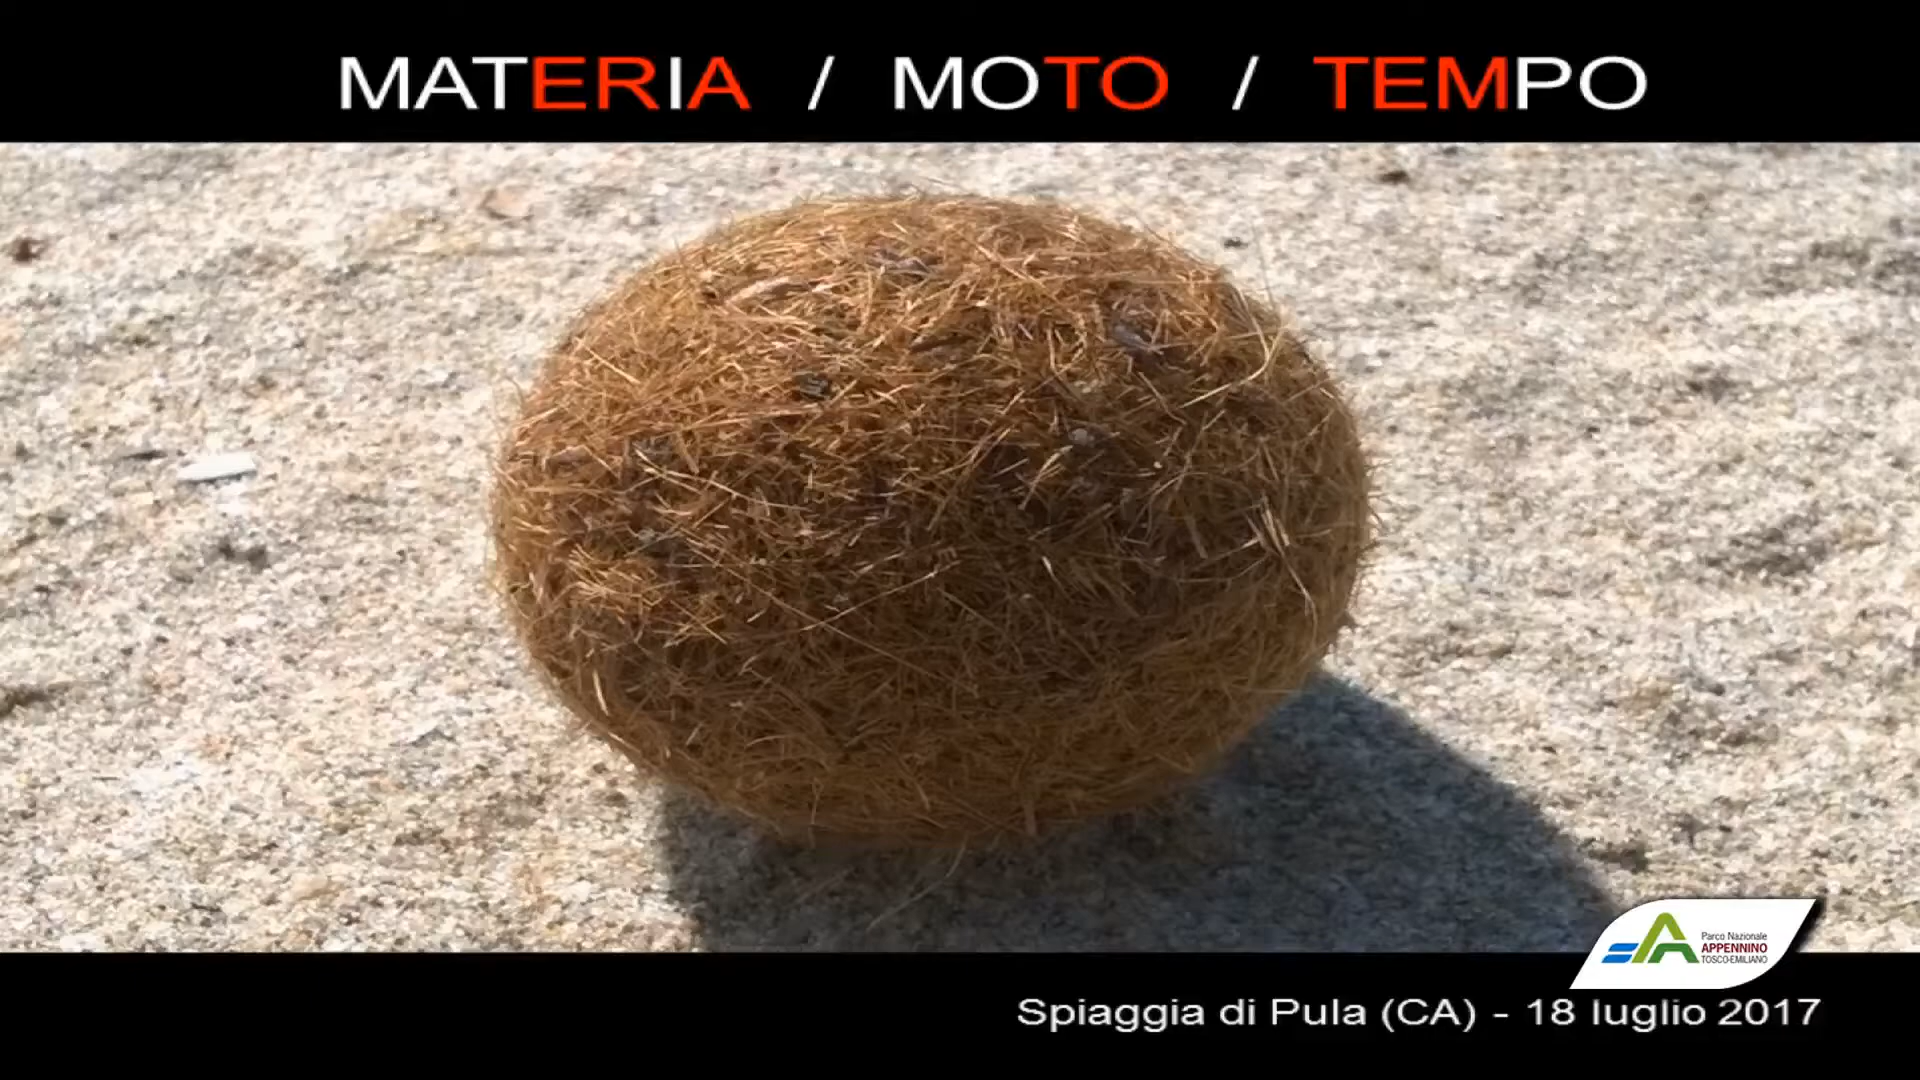 MATERIA / MOTO / TEMPO
Parco Nazionale
APPENNINO
TOSCO-EMILIANO
Spiaggia di Pula (CA) - 18 luglio 2017